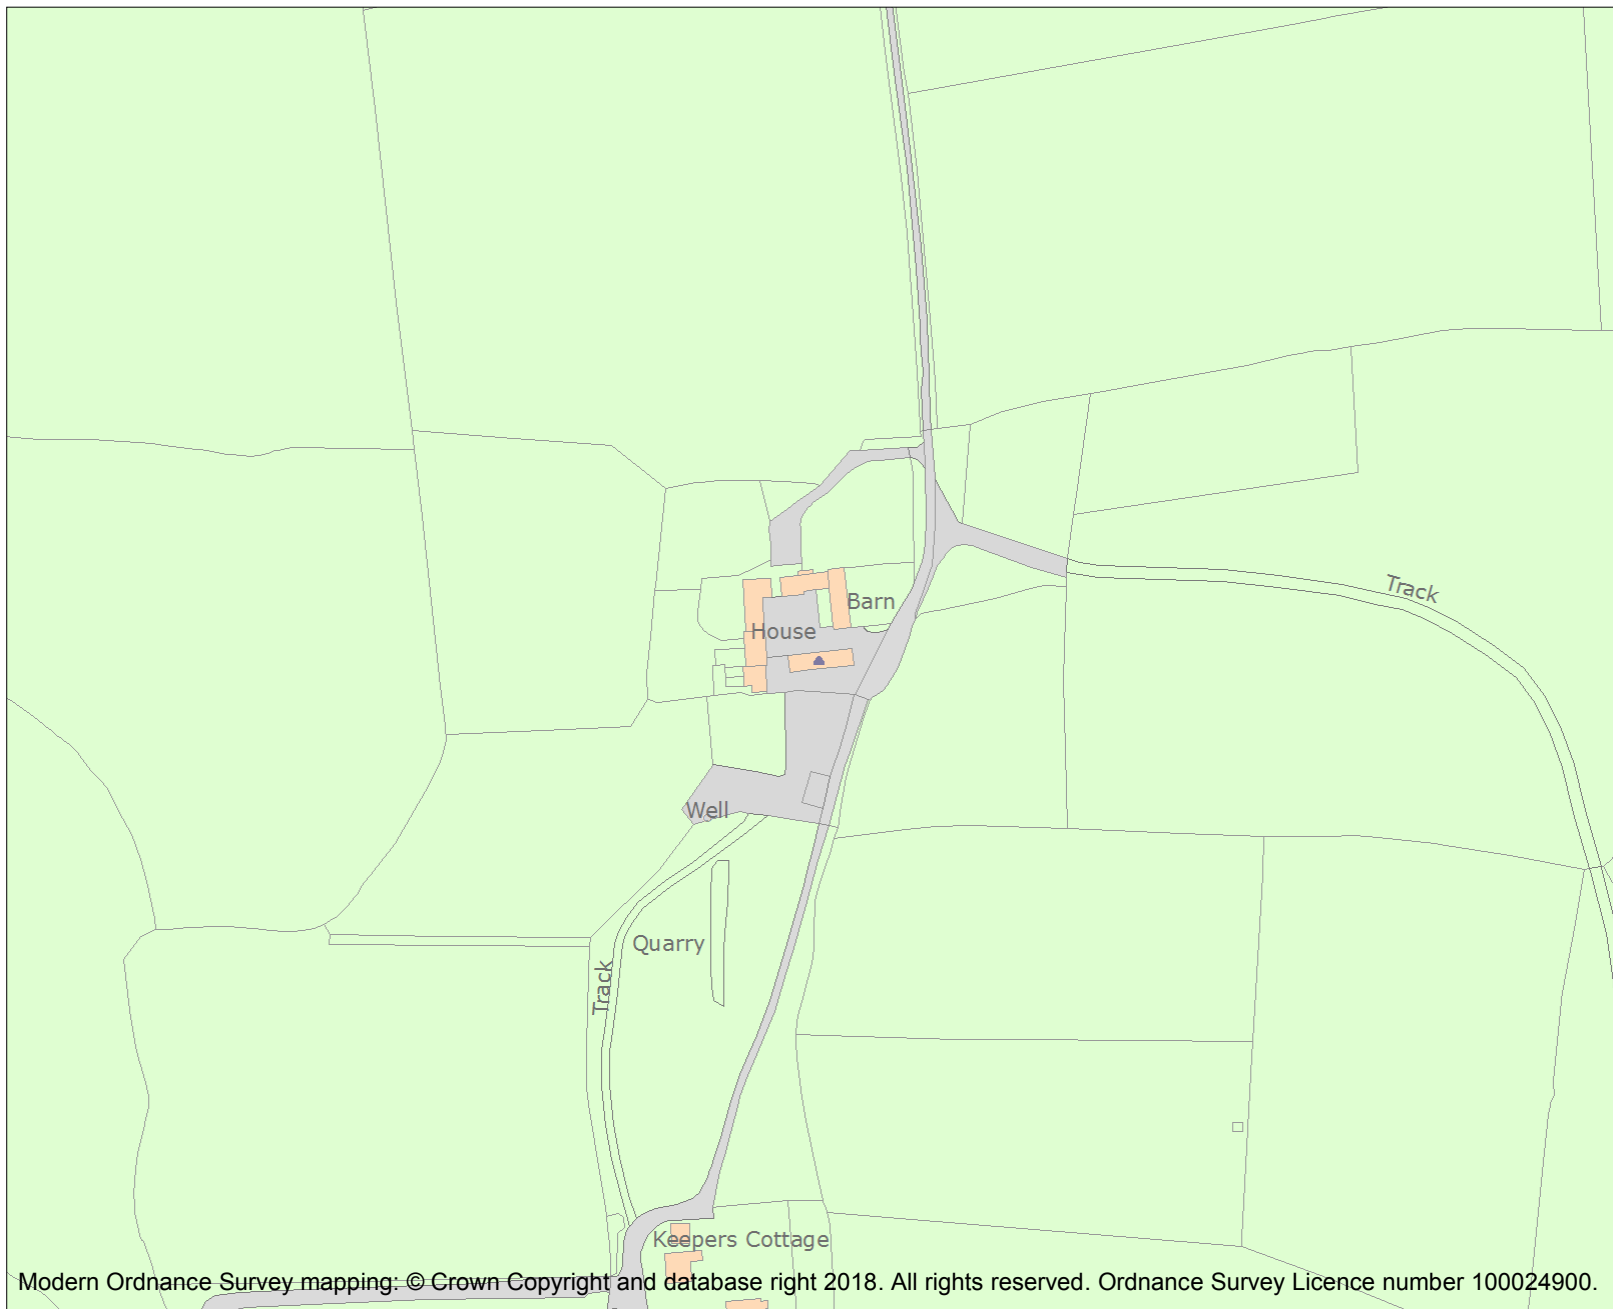 Track
Barn
House
Well
Quarry
Track
Keepers Cottage
Modern Ordnance Survey mapping: © Crown Copyright and database right 2018. All rights reserved. Ordnance Survey Licence number 100024900.